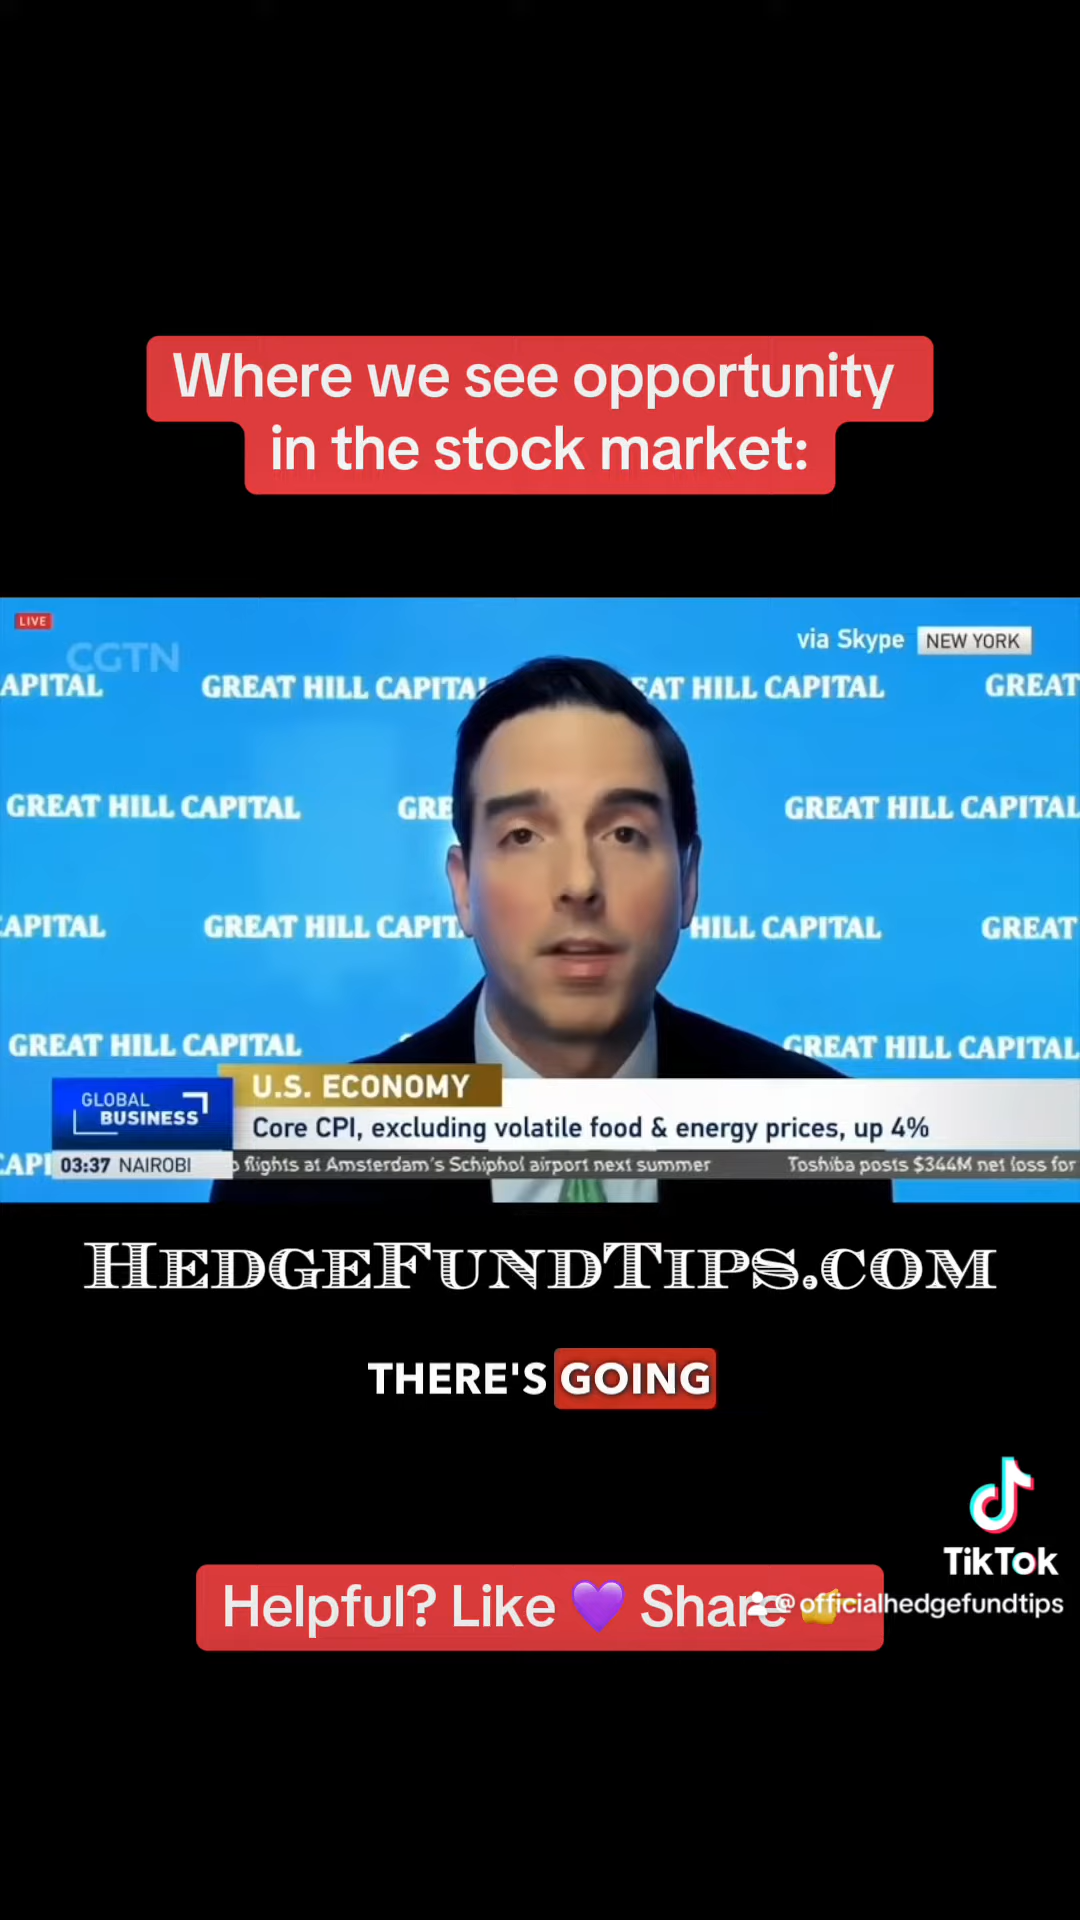 Where we see opportunity
in the stock market:
LIVE
CGTN
via Skype NEW YORK
APITAL GREAT HILL CAPITAL EAT HILL CAPITAL GREAT
GREAT HILL CAPITAL GRE GREAT HILL CAPITAL
CAPITAL GREAT HILL CAPIT HILL CAPITAL GREAT
GREAT HILL CAPITAL GREAT HILL CAPITAL
U.S. ECONOMY
GLOBAL
BUSINESS
Core CPI, excluding volatile food & energy prices, up 4%
CAPI
03:37 NAIROBI flights at Amsterdam's Schiphol airport next summer Toshiba posts $344M net loss for
HEDGEFUNDTIPS.COM
THERE'S GOING
TikTok
Helpful? Like 💜 Share
@officialhedgefundtips